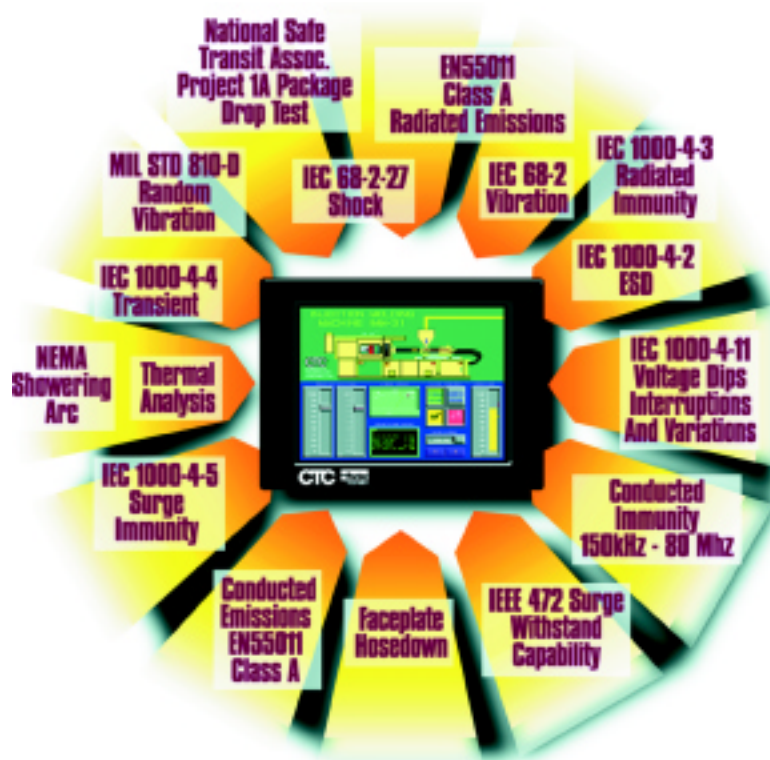 National Safe
Transit Assoc.
Project 1A Package
Drop Test
EN55011
Class A
Radiated Emissions
IEC 1000-4-3
Radiated
Immunity
MIL STD 810-D
Random
Vibration
IEC 68-2-27
Shock
IEC 68-2
Vibration
IEC 1000-4-2
ESD
IEC 1000-4-4
Transient
NEMA
Showering
Arc
Thermal
Analysis
IEC 1000-4-11
Voltage Dips
Interruptions
And Variations
IEC 1000-4-5
Surge
Immunity
CTC
Conducted
Immunity
150kHz - 80 Mhz
Conducted
Emissions
EN55011
Class A
Faceplate
Hosedown
IEEE 472 Surge
Withstand
Capability